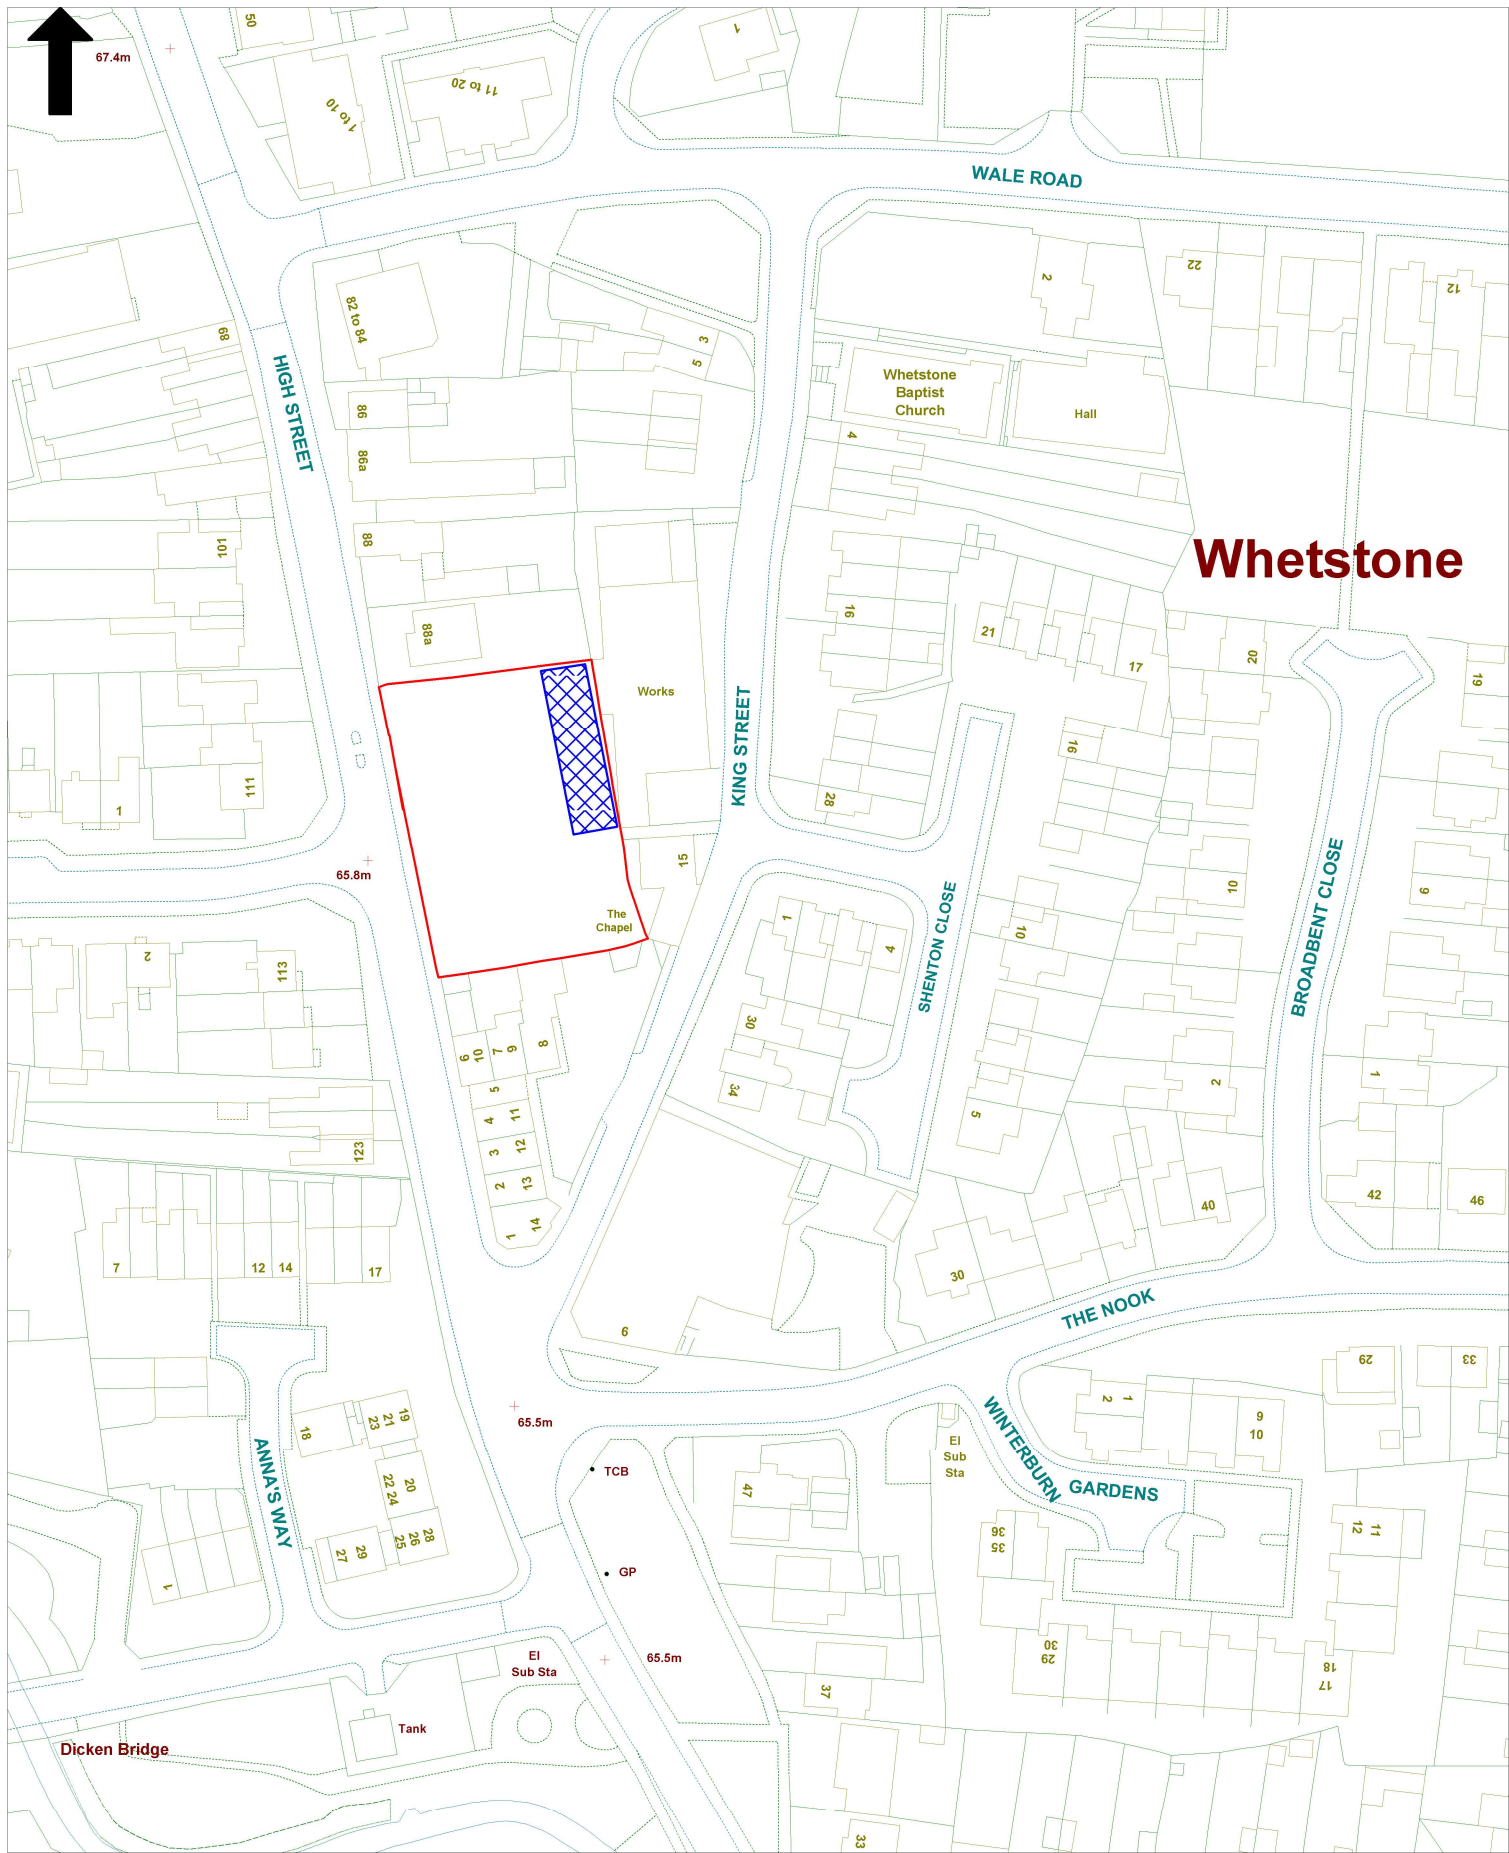 50
1
67.4m
11 to 20
1 to 10
WALE ROAD
2
22
12
82 to 84
68
3
5
HIGH STREET
Whetstone
Baptist
Church
Hall
86
4
86a
88
101
Whetstone
16
88a
21
17
20
19
Works
KING STREET
16
111
1
28
65.8m
15
10
6
BROADBENT CLOSE
SHENTON CLOSE
The
Chapel
1
4
10
2
113
30
6
10
7
9
8
34
2
1
5
4
11
5
3
12
123
2
13
1
14
40
42
46
7
12
14
17
30
THE NOOK
9
29
33
18
23
21
19
65.5m
WINTERBURN
GARDENS
2
1
9
10
El
Sub
Sta
ANNA'S WAY
TCB
22
24
20
47
25
26
28
27
29
36
35
12
11
1
GP
30
29
El
Sub Sta
65.5m
18
17
37
Tank
Dicken Bridge
33